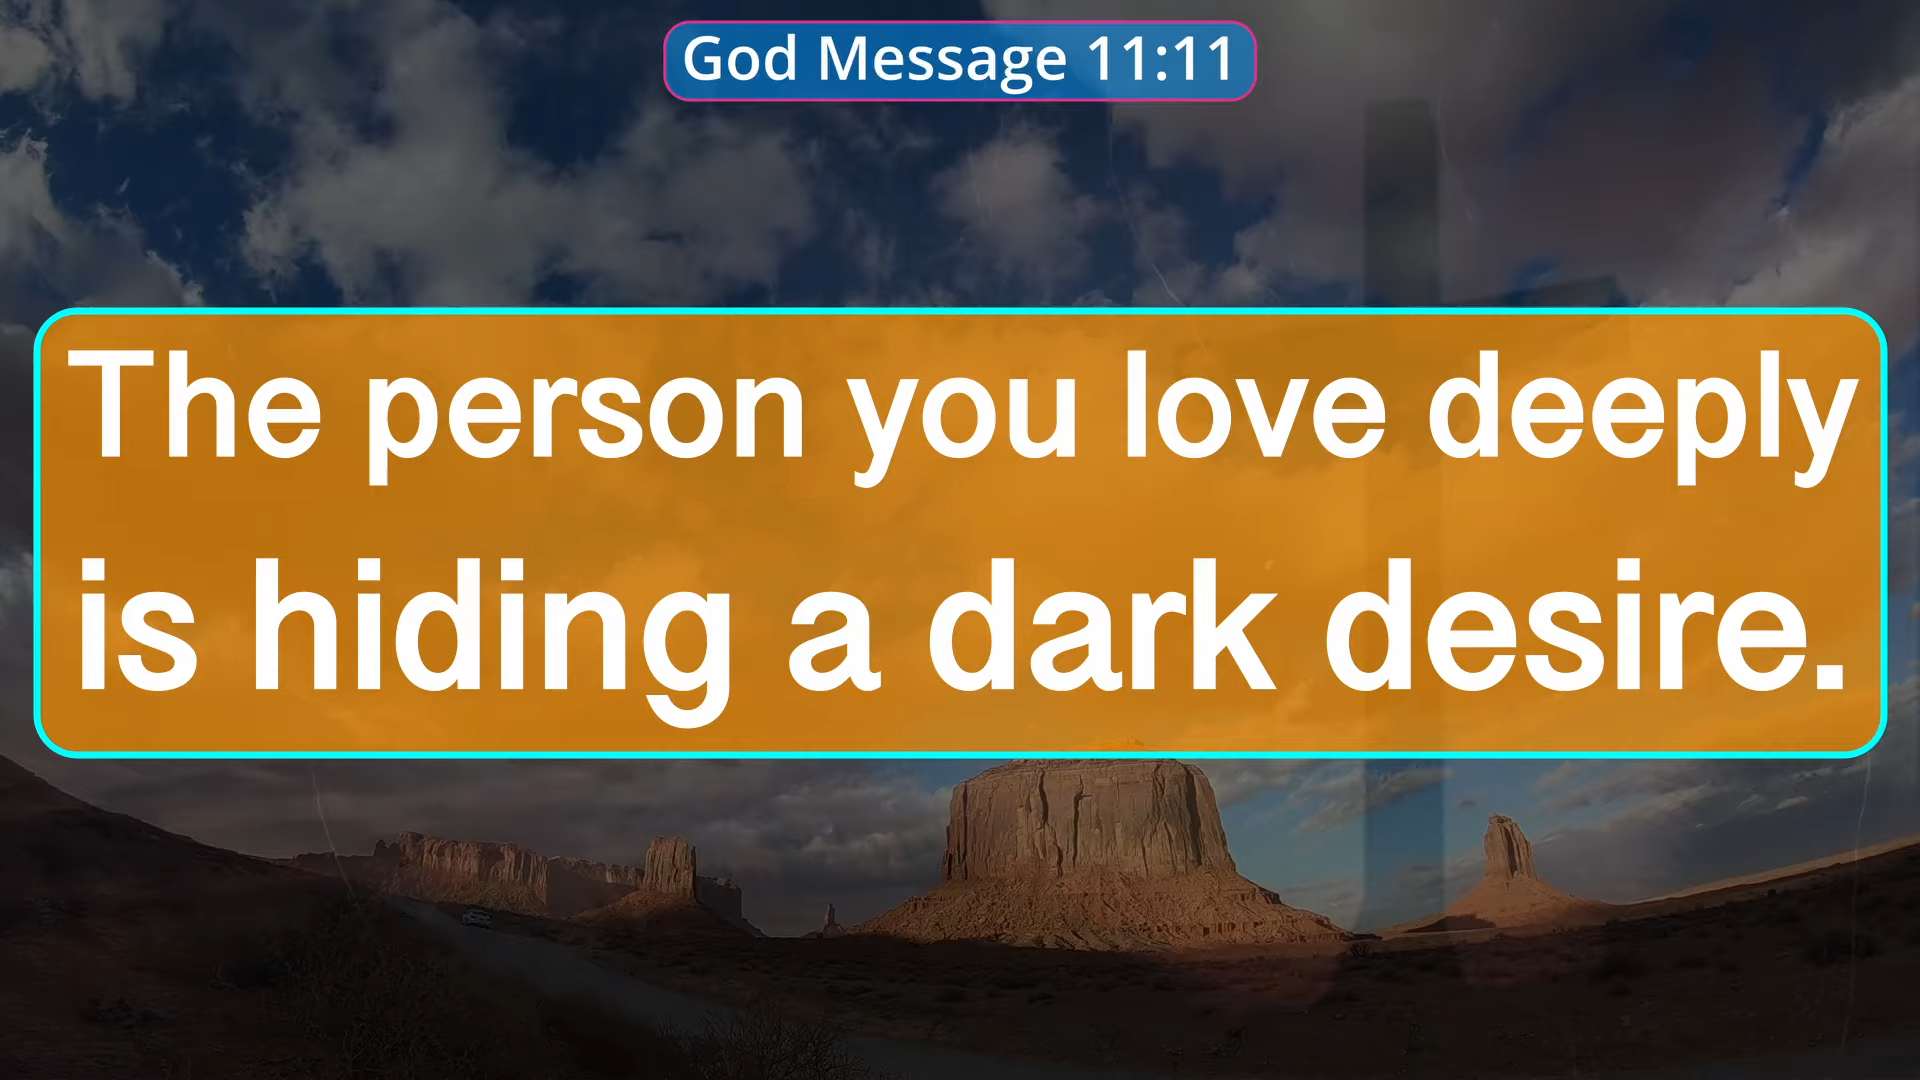 God Message 11:11
The person you love deeply
is hiding a dark desire.